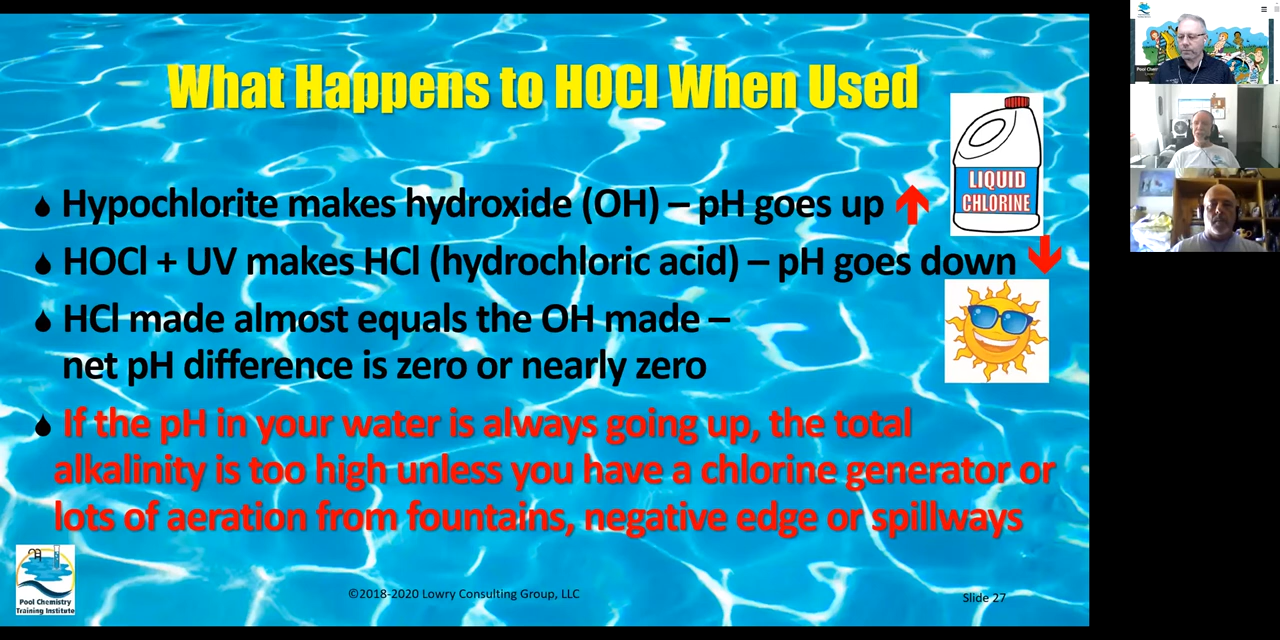 What Happens to HOCl When Used
LIQUID
CHLORINE
Hypochlorite makes hydroxide (OH) – pH goes up
HOCl + UV makes HCl (hydrochloric acid) – pH goes down
HCl made almost equals the OH made –
net pH difference is zero or nearly zero
If the pH in your water is always going up, the total
alkalinity is too high unless you have a chlorine generator or
lots of aeration from fountains, negative edge or spillways
Pool Chemistry
Training Institute
©2018-2020 Lowry Consulting Group, LLC
Slide 27